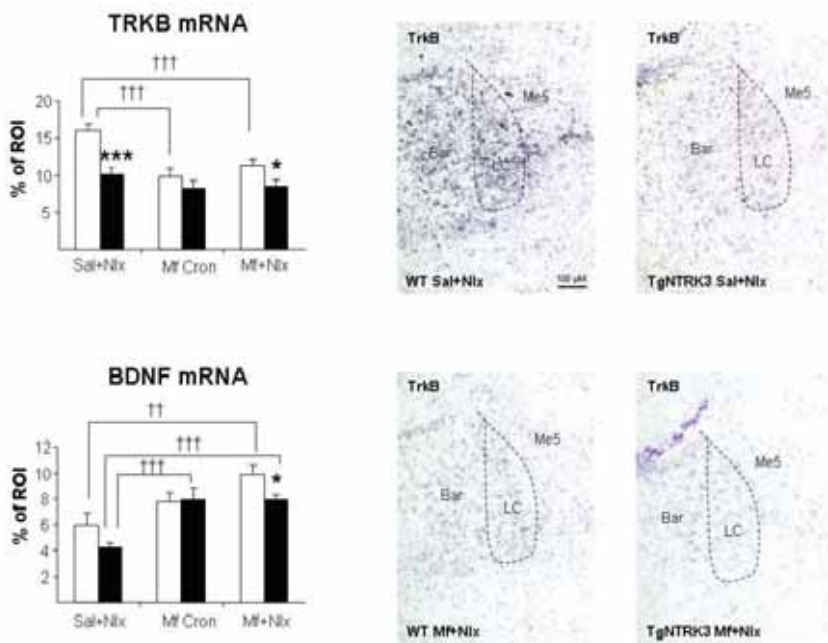 TRKB mRNA
†††
†††
% of ROI
20
15
10
5
***
*
Sal+Nlx
Mf Cron
Mf+Nlx
TrkB
Me5
Bar
LC
WT Sal+Nlx
TrkB
Me5
Bar
LC
TgNTRK3 Sal+Nlx
BDNF mRNA
††
†††
†††
% of ROI
12
10
8
6
4
2
*
Sal+Nlx
Mf Cron
Mf+Nlx
TrkB
Me5
Bar
LC
WT Mf+Nlx
TrkB
Me5
Bar
LC
TgNTRK3 Mf+Nlx